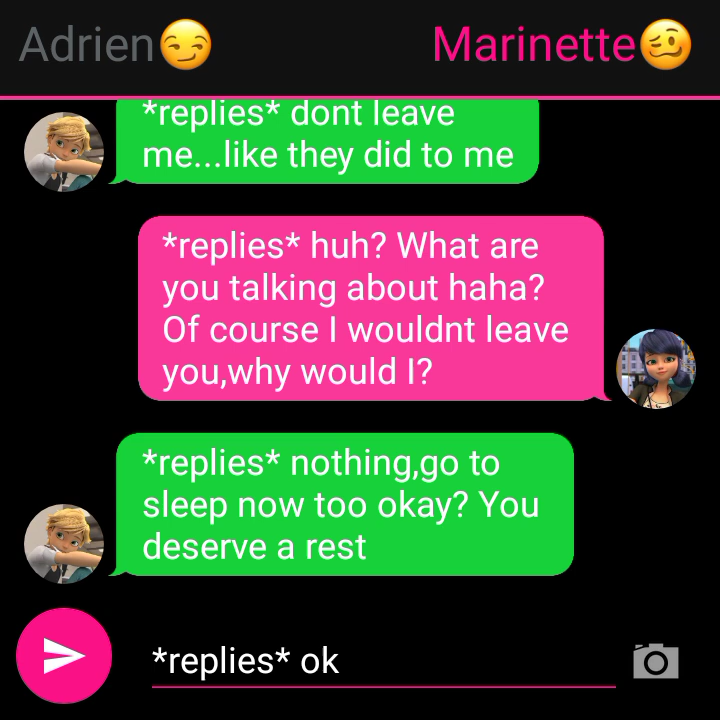 Adrien😏 Marinette🥴
*replies* dont leave
me...like they did to me
*replies* huh? What are
you talking about haha?
Of course I wouldnt leave
you,why would I?
*replies* nothing,go to
sleep now too okay? You
deserve a rest
*replies* ok